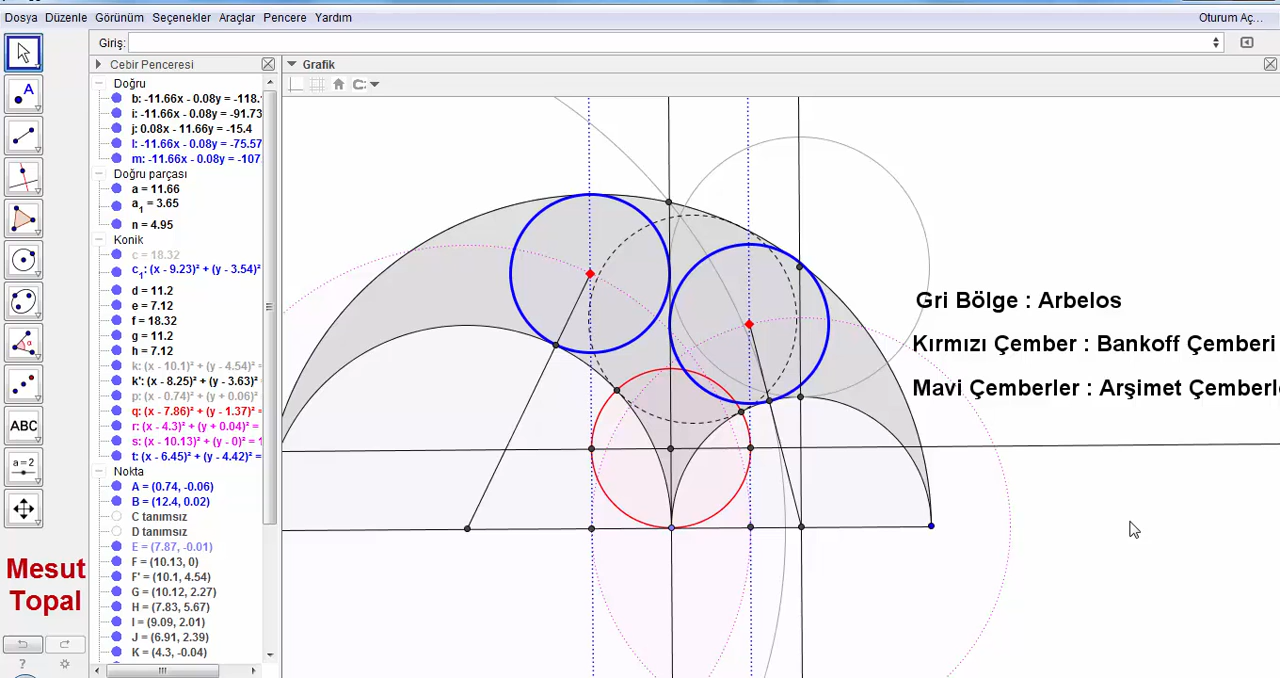 Dosya Düzenle Görünüm Seçenekler Araçlar Pencere Yardım Oturum Aç...
Giriş:
Cebir Penceresi Grafik
Doğru
b: -11.66x - 0.08y = -118.
i: -11.66x - 0.08y = -91.73
j: 0.08x - 11.66y = -15.4
l: -11.66x - 0.08y = -75.57
m: -11.66x - 0.08y = -107.
Doğru parçası
a = 11.66
a1 = 3.65
n = 4.95
Konik
c = 18.32
c1: (x - 9.23)² + (y - 3.54)²
d = 11.2
e = 7.12
f = 18.32
g = 11.2
h = 7.12
k: (x - 5.1)² + (y - 4.54)² =
k': (x - 8.25)² + (y - 3.63)² =
p: (x - 0.74)² + (y + 0.06)² =
q: (x - 7.86)² + (y - 1.37)² =
r: (x - 4.3)² + (y + 0.04)² =
s: (x - 10.13)² + (y - 0)² = 1
t: (x - 6.45)² + (y - 4.42)² =
Nokta
A = (0.74, -0.06)
B = (12.4, 0.02)
C tanımsız
D tanımsız
E = (7.87, -0.01)
F = (10.13, 0)
F' = (10.1, 4.54)
G = (10.12, 2.27)
H = (7.83, 5.67)
I = (9.09, 2.01)
J = (6.91, 2.39)
K = (4.3, -0.04)
A
ABC
a = 2
Mesut
Topal
Gri Bölge : Arbelos
Kırmızı Çember : Bankoff Çemberi
Mavi Çemberler : Arşimet Çemberle